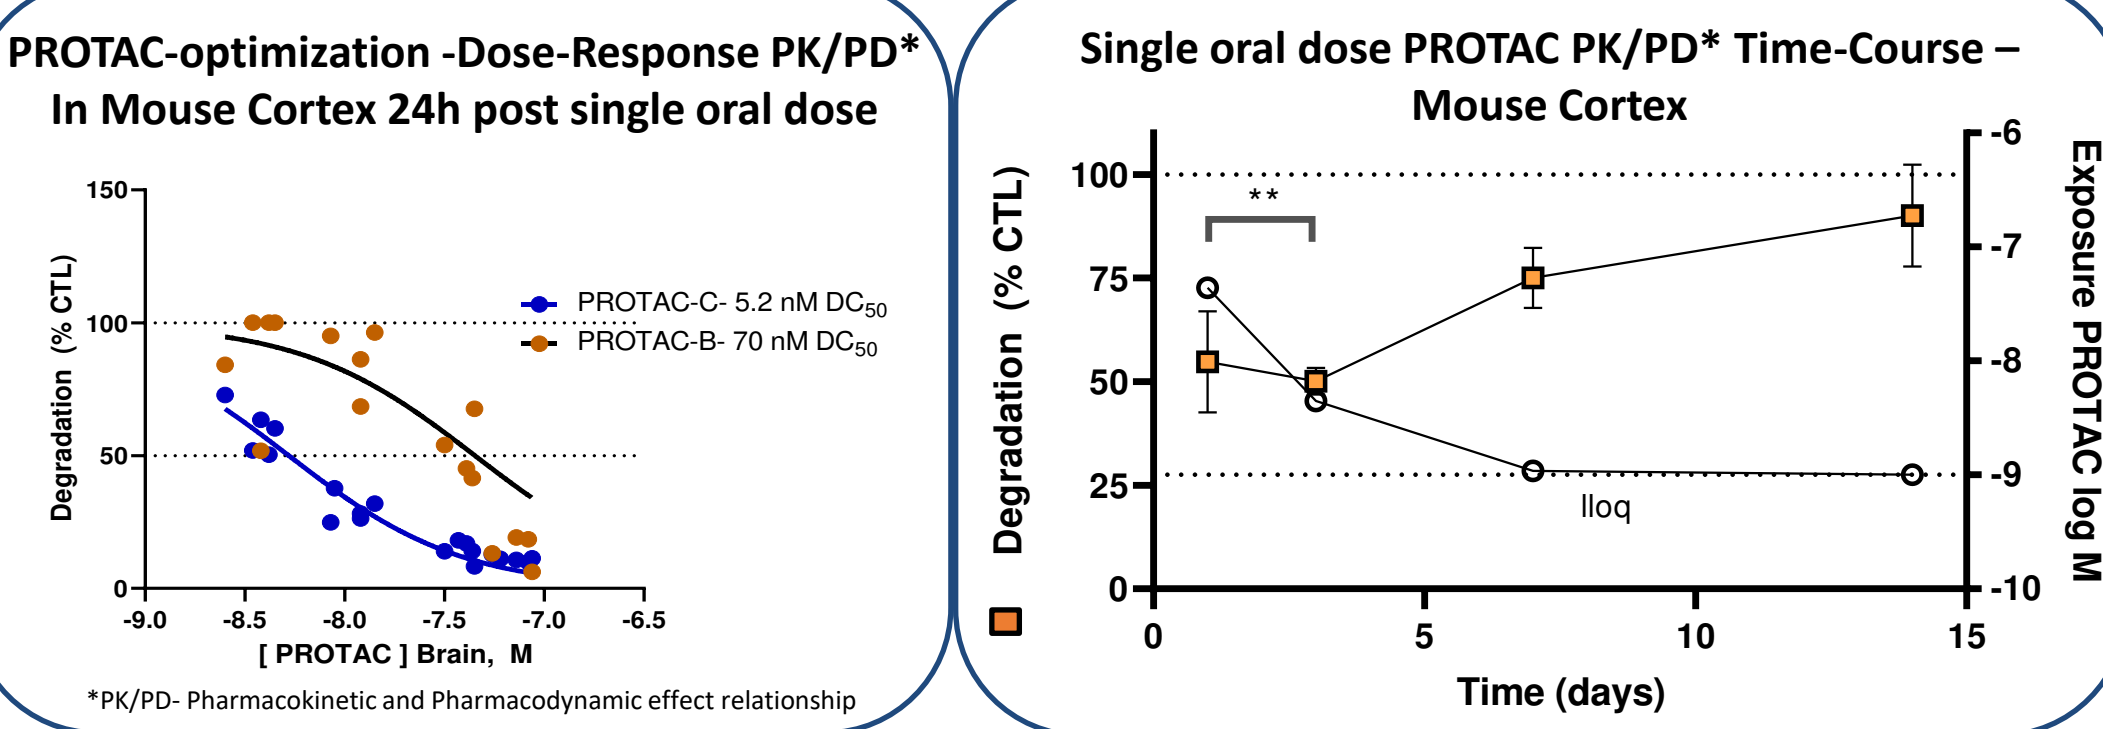 PROTAC-optimization -Dose-Response PK/PD*
In Mouse Cortex 24h post single oral dose
150
100
50
0
Degradation (% CTL)
PROTAC-C- 5.2 nM DC50
PROTAC-B- 70 nM DC50
-9.0 -8.5 -8.0 -7.5 -7.0 -6.5
[ PROTAC ] Brain, M
*PK/PD- Pharmacokinetic and Pharmacodynamic effect relationship
Single oral dose PROTAC PK/PD* Time-Course –
Mouse Cortex
Degradation (% CTL)
100
75
50
25
0
**
lloq
-6
-7
-8
-9
-10
Exposure PROTAC log M
0 5 10 15
Time (days)